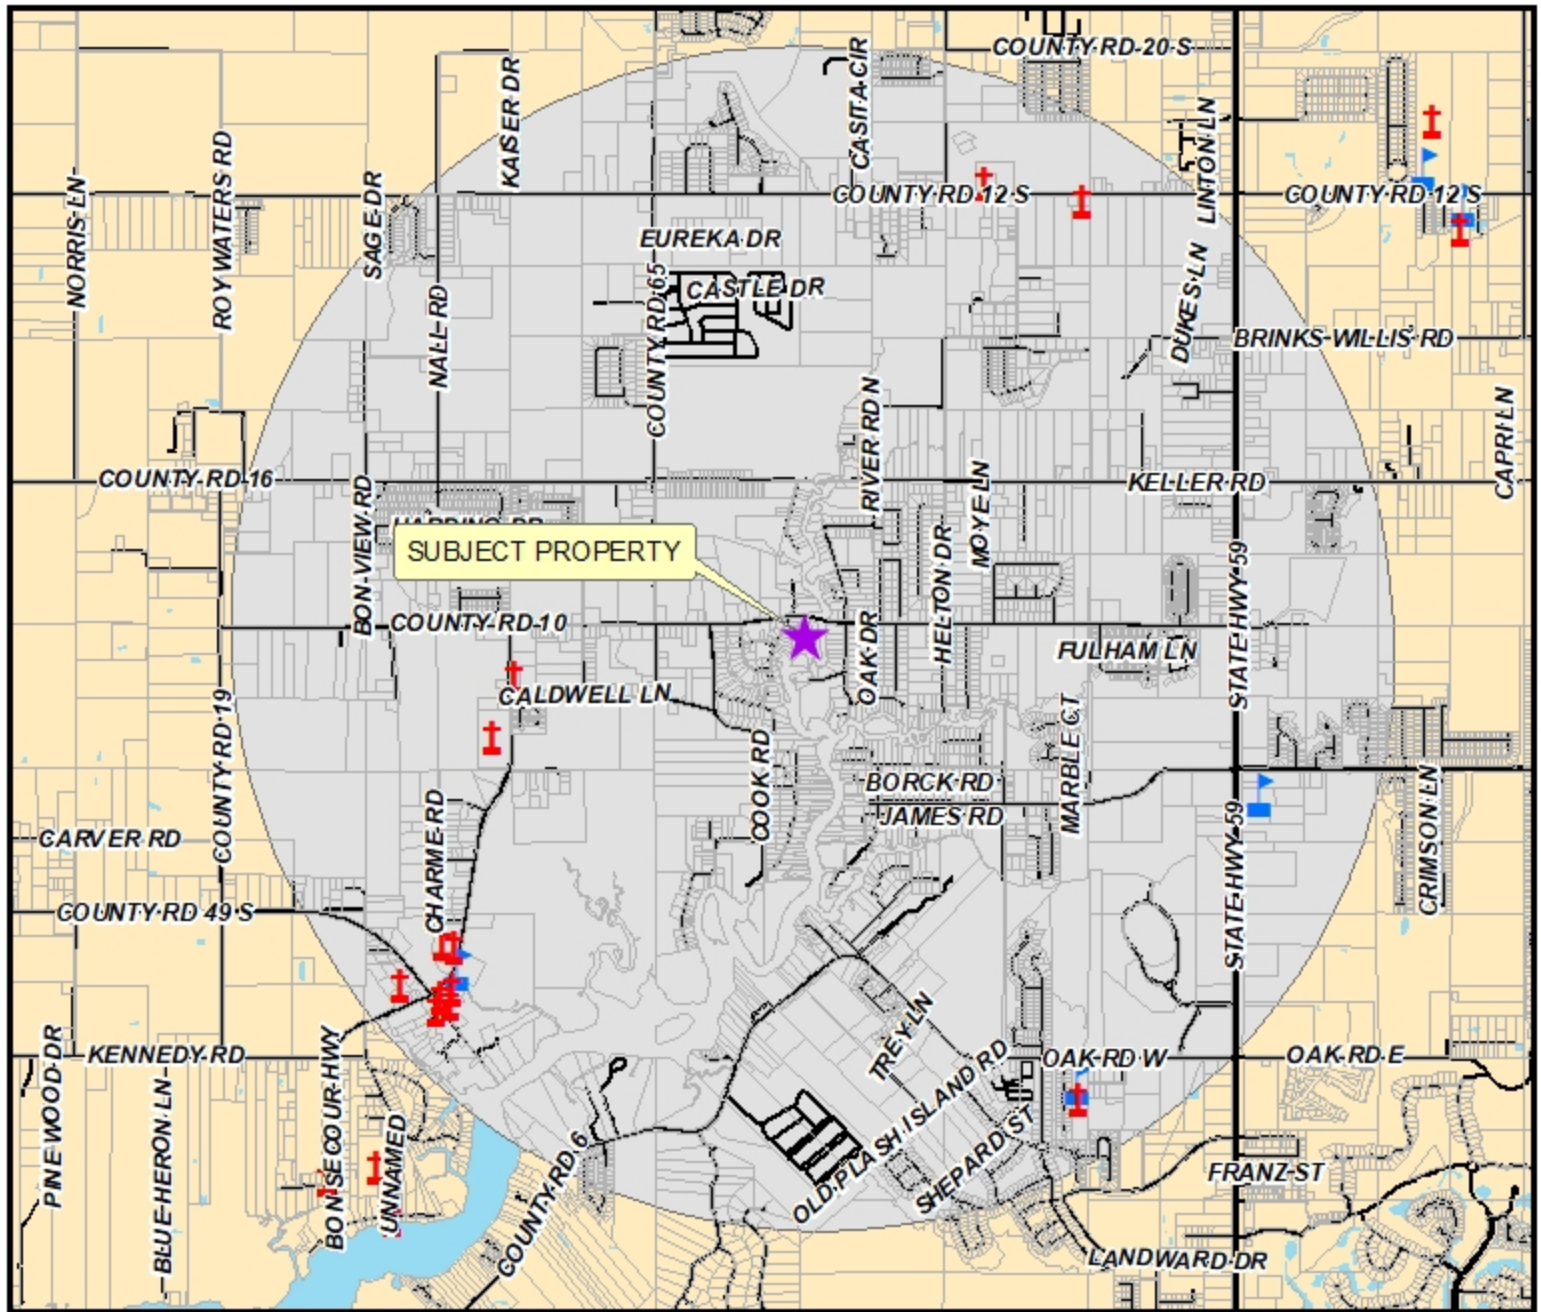 COUNTY RD 20 S
CASITA CIR
KAISER DR
LINTON LN
ROY WATERS RD
NORRIS LN
SAGE DR
COUNTY RD 12 S
COUNTY RD 12 S
EUREKA DR
CASTLE DR
COUNTY RD 65
NALL RD
DUKES LN
BRINKS WILLIS RD
RIVER RD N
CAPRI LN
COUNTY RD 16
KELLER RD
MOYE LN
BON VIEW RD
HARDING DR
SUBJECT PROPERTY
HELTON DR
STATE HWY 59
COUNTY RD 10
OAK DR
FULHAM LN
CALDWELL LN
COUNTY RD 19
MARBLE CT
COOK RD
BORCK RD
JAMES RD
CARVER RD
CHARME RD
CRIMSON LN
STATE HWY 59
COUNTY RD 49 S
KENNEDY RD
TREY LN
OAK RD W
OAK RD E
PINEWOOD DR
BLUE HERON LN
BON SECOUR HWY
UNNAMED
COUNTY RD 6
OLD PLASH ISLAND RD
SHEPARD ST
FRANZ ST
LANDWARD DR